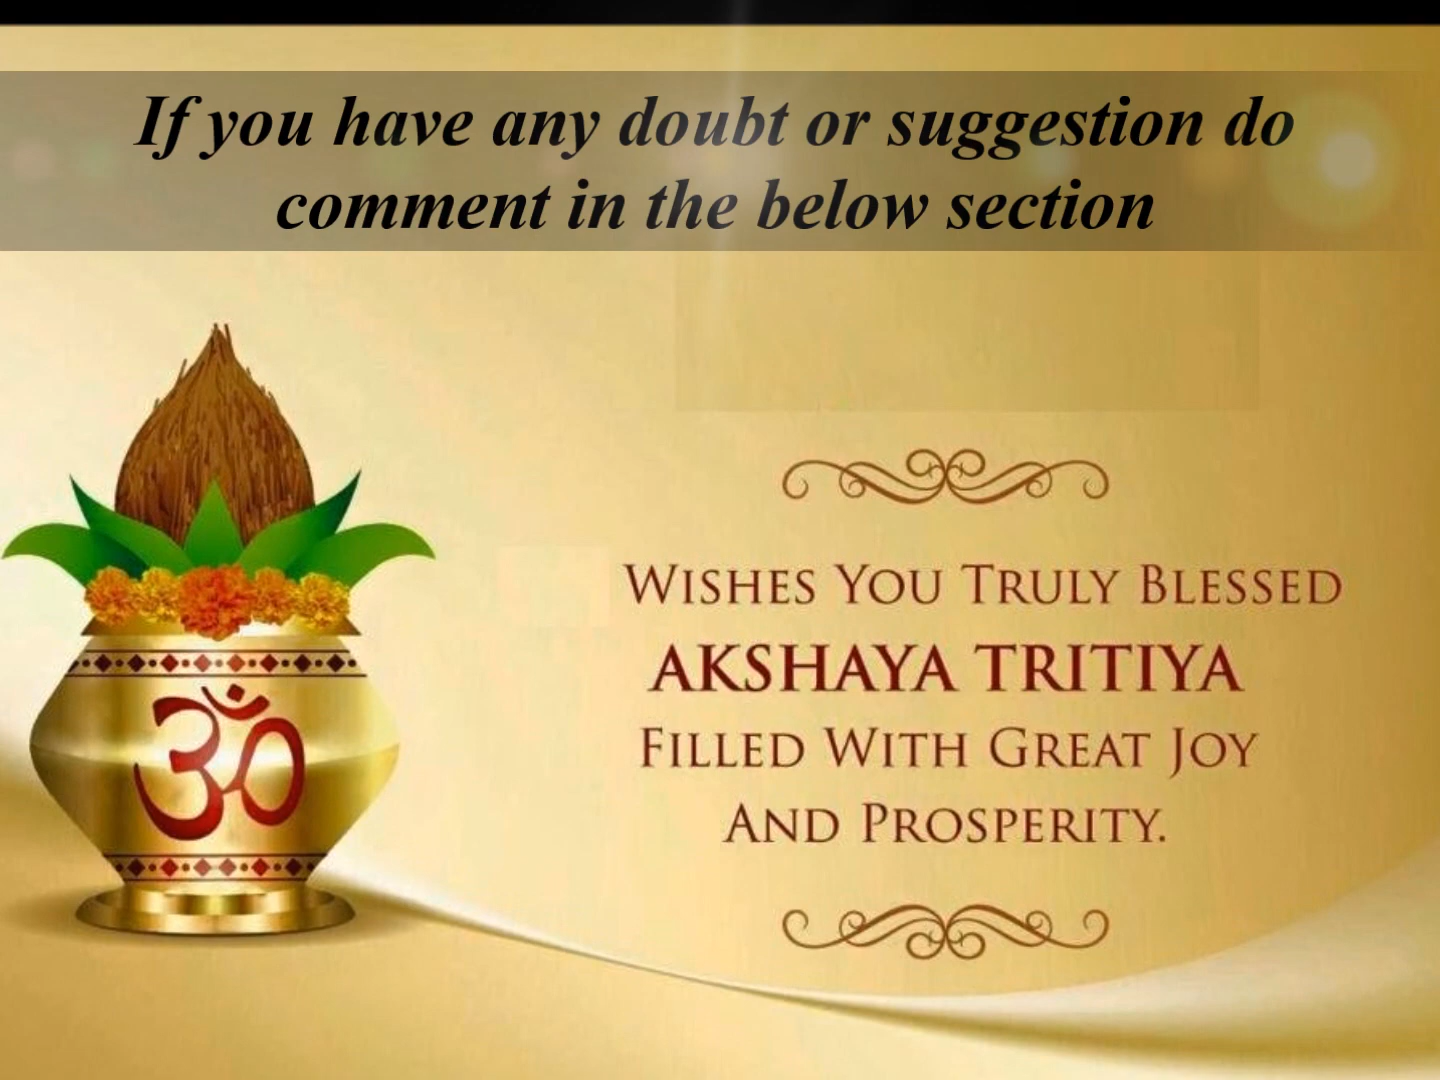 If you have any doubt or suggestion do
comment in the below section
ॐ
WISHES YOU TRULY BLESSED
AKSHAYA TRITIYA
FILLED WITH GREAT JOY
AND PROSPERITY.